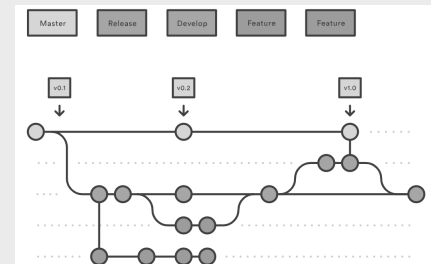 Master
Release
Develop
Feature
Feature
v0.1
v0.2
v1.0